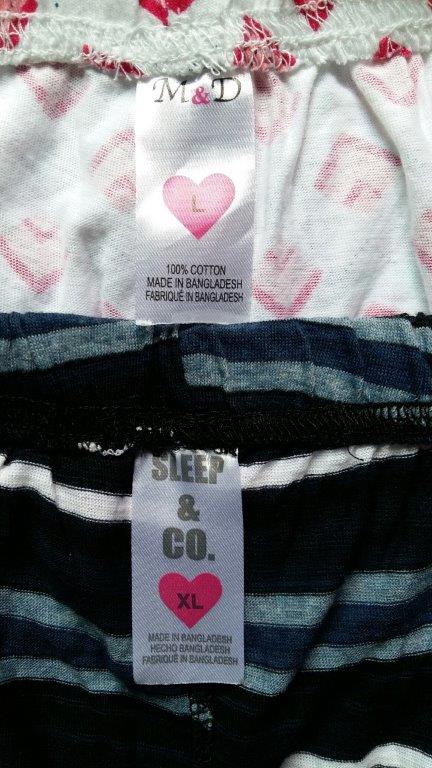 M&D
L
100% COTTON
MADE IN BANGLADESH
FABRIQUÉ IN BANGLADESH
SLEEP
&
CO.
XL
MADE IN BANGLADESH
HECHO BANGLADESH
FABRIQUÉ IN BANGLADESH